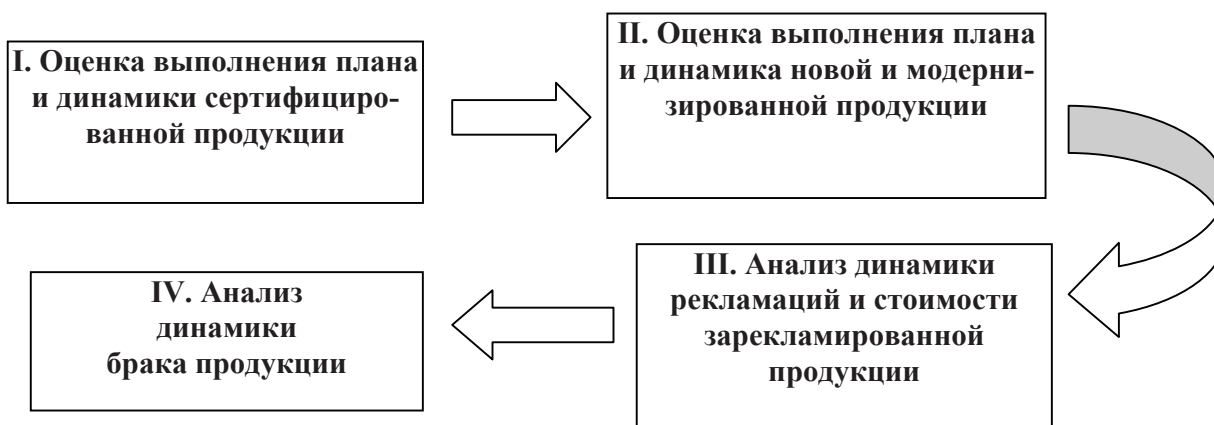 I. Оценка выполнения плана
и динамики сертифициро-
ванной продукции
II. Оценка выполнения плана
и динамика новой и модерни-
зированной продукции
III. Анализ динамики
рекламаций и стоимости
зарекламированной
продукции
IV. Анализ
динамики
брака продукции